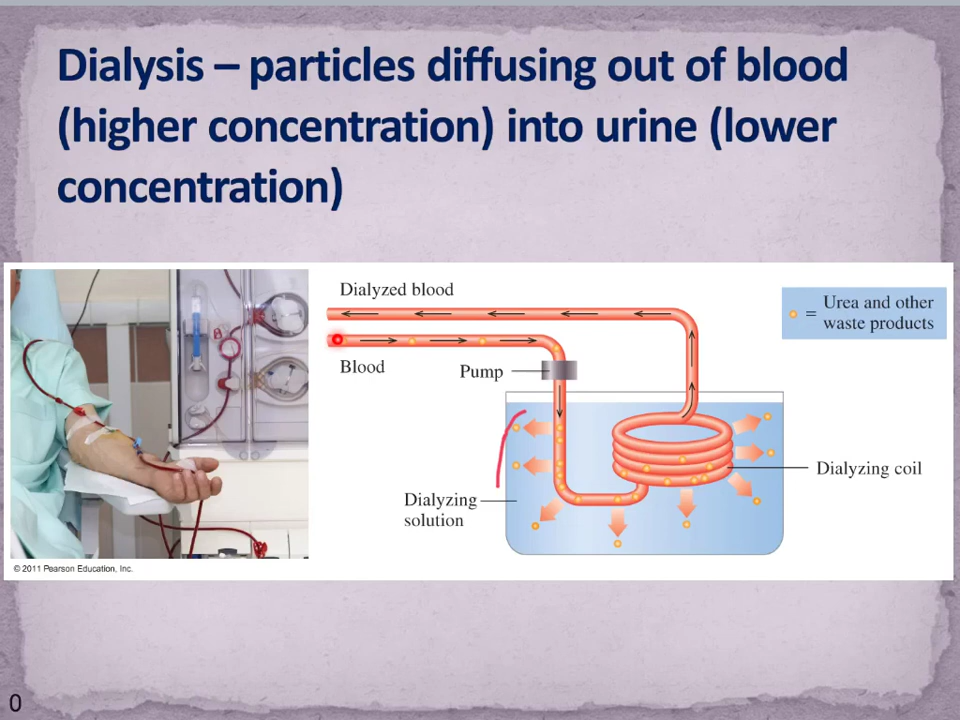 Dialysis – particles diffusing out of blood
(higher concentration) into urine (lower
concentration)
Dialyzed blood
Blood
Pump
= Urea and other
waste products
Dialyzing coil
Dialyzing
solution
© 2011 Pearson Education, Inc.
0